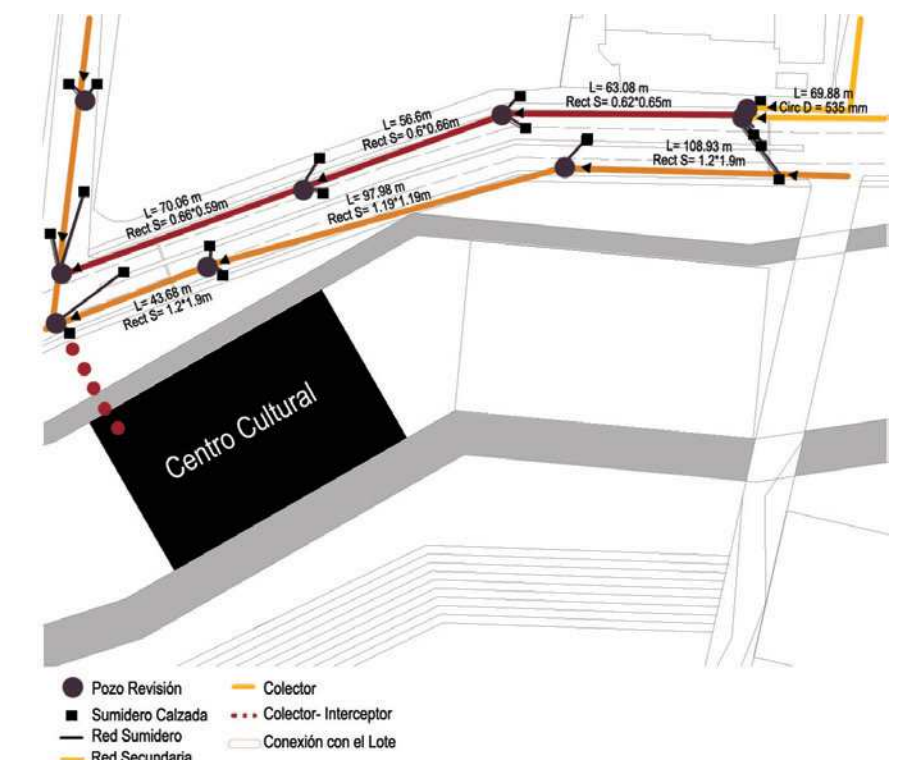 L= 63.08 m
Rect S= 0.62*0.65m
L= 69.88 m
Circ D = 535 mm
L= 56.6m
Rect S= 0.6*0.66m
L= 108.93 m
Rect S= 1.2*1.9m
L= 70.06 m
Rect S= 0.66*0.59m
L= 97.98 m
Rect S= 1.19*1.19m
L= 43.68 m
Rect S= 1.2*1.9m
Centro Cultural
Pozo Revisión
Sumidero Calzada
Red Sumidero
Red Secundaria
Colector
Colector- Interceptor
Conexión con el Lote